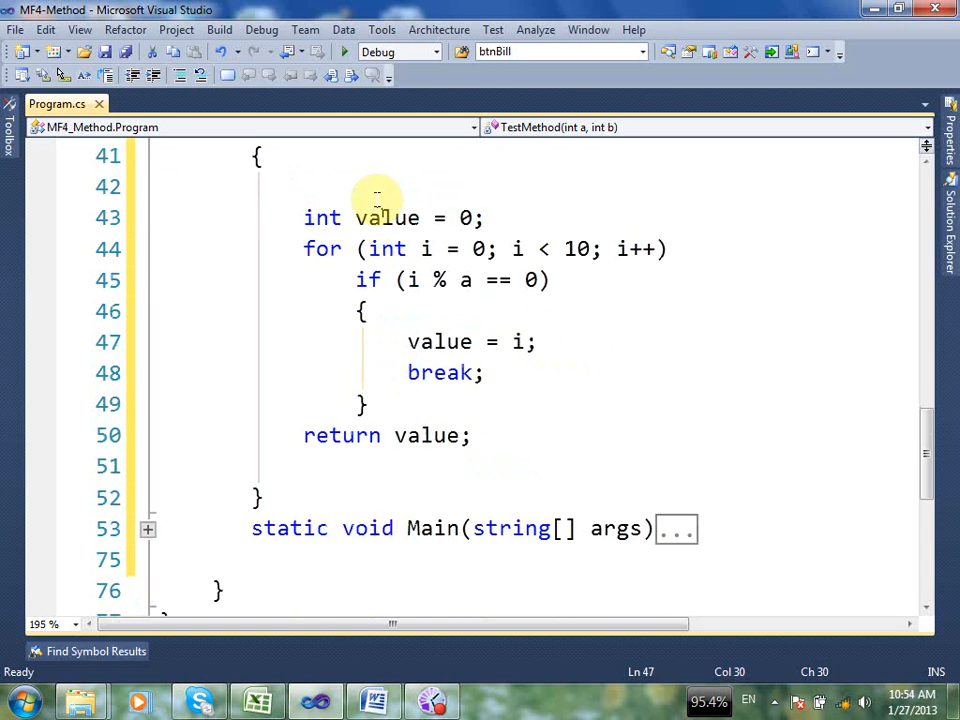 MF4-Method - Microsoft Visual Studio
File Edit View Refactor Project Build Debug Team Data Tools Architecture Test Analyze Window Help
Debug btnBill
Program.cs
MF4_Method.Program TestMethod(int a, int b)
Toolbox
Properties
Solution Explorer
41 {
42
43 int value = 0;
44 for (int i = 0; i < 10; i++)
45 if (i % a == 0)
46 {
47 value = i;
48 break;
49 }
50 return value;
51
52 }
53 static void Main(string[] args)...
75
76 }
195 %
Find Symbol Results
Ready Ln 47 Col 30 Ch 30 INS
95.4% EN 10:54 AM
1/27/2013